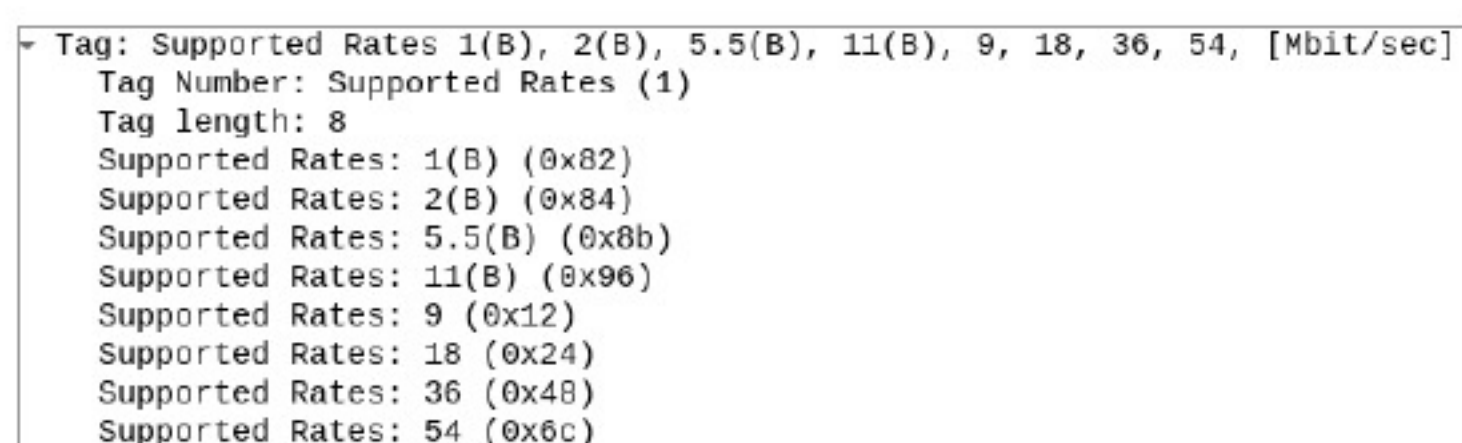 Tag: Supported Rates 1(B), 2(B), 5.5(B), 11(B), 9, 18, 36, 54, [Mbit/sec]
Tag Number: Supported Rates (1)
Tag length: 8
Supported Rates: 1(B) (0x82)
Supported Rates: 2(B) (0x84)
Supported Rates: 5.5(B) (0x8b)
Supported Rates: 11(B) (0x96)
Supported Rates: 9 (0x12)
Supported Rates: 18 (0x24)
Supported Rates: 36 (0x48)
Supported Rates: 54 (0x6c)